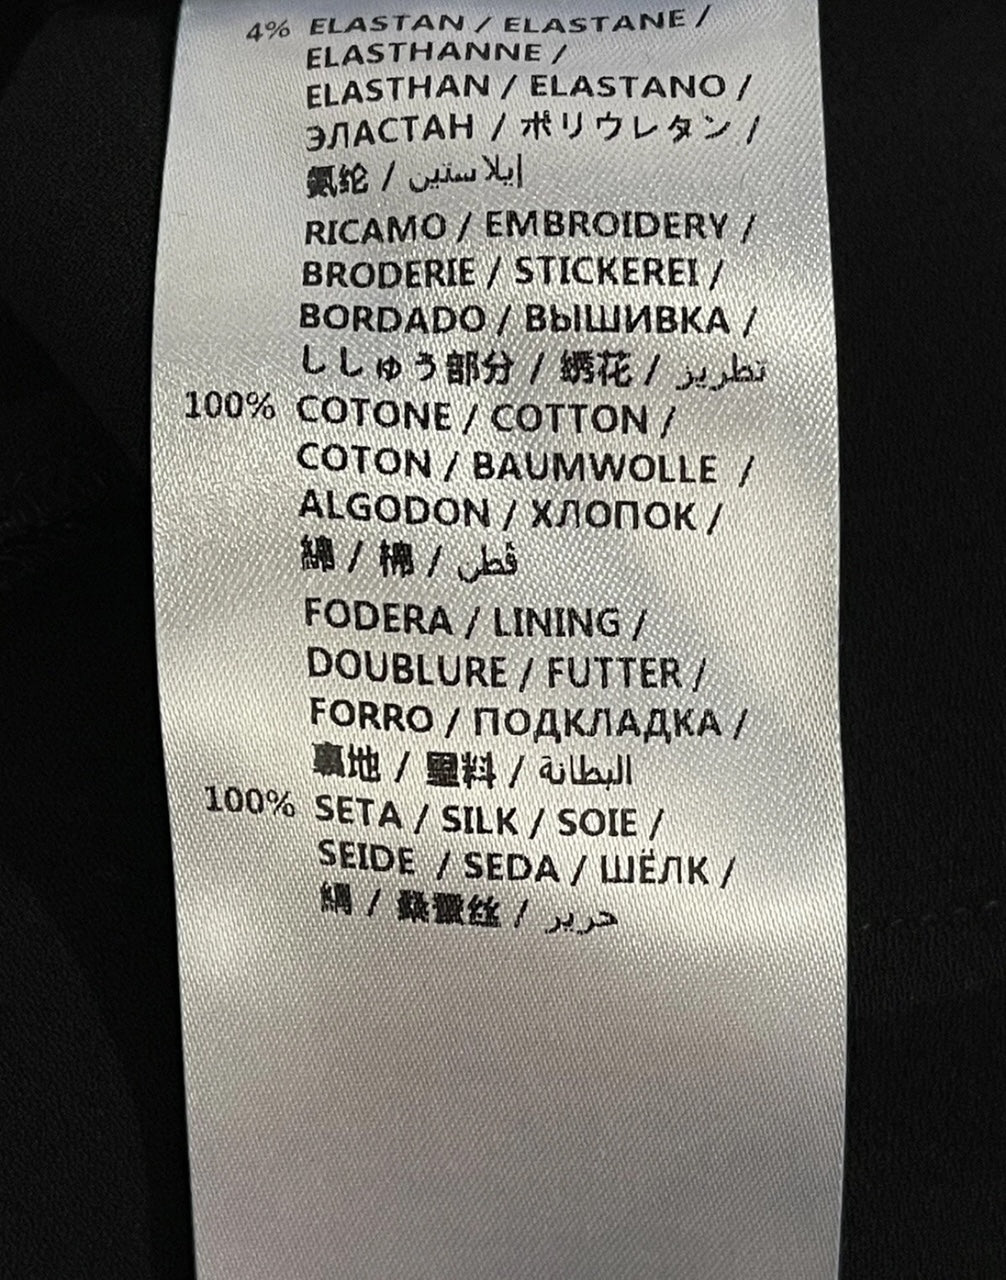 4% ELASTAN / ELASTANE /
ELASTHANNE /
ELASTHAN / ELASTANO /
ЭЛАСТАН / ポリウレタン /
氨纶 / إيلاستين
RICAMO / EMBROIDERY /
BRODERIE / STICKEREI /
BORDADO / ВЫШИВКА /
ししゅう部分 / 绣花 / تطريز
100% COTONE / COTTON /
COTON / BAUMWOLLE /
ALGODON / ХЛОПОК /
綿 / 棉 / قطن
FODERA / LINING /
DOUBLURE / FUTTER /
FORRO / ПОДКЛАДКА /
裏地 / 里料 / البطانة
100% SETA / SILK / SOIE /
SEIDE / SEDA / ШЁЛК /
絹 / 桑蚕丝 / حرير